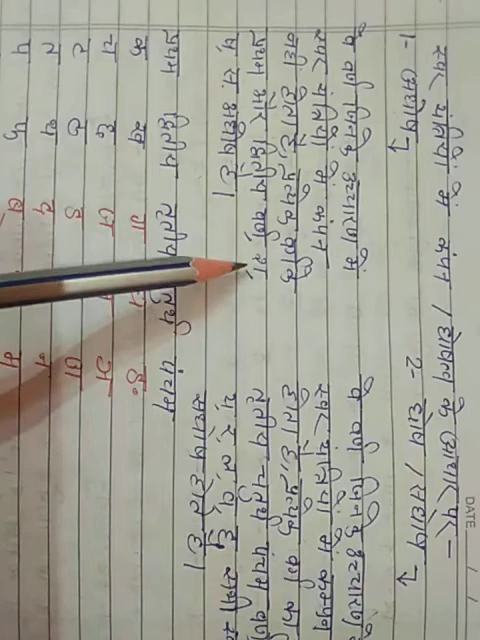 DATE
स्वर यंत्रियों में कंपन / घोषत्व के आधार पर -
1- अघोष ↓
वे वर्ण जिनके उच्चारण में
स्वर यंत्रियों में कंपन
नहीं होता है, प्रत्येक वर्ग के
प्रथम और द्वितीय वर्ण श,
ष, स, अघोष है।
2- घोष / सघोष ↓
वे वर्ण जिनके उच्चारण में
स्वर यंत्रियों में कम्पन
होता है, प्रत्येक वर्ग का
तृतीय चतुर्थ पंचम वर्ण
य, र, ल, व, ह सभी
सघोष होते हैं।
प्रथम द्वितीय तृतीय पंचम
क ख ग ङ
च छ ज ञ
ट ठ ड ण
त थ द न
प फ ब म